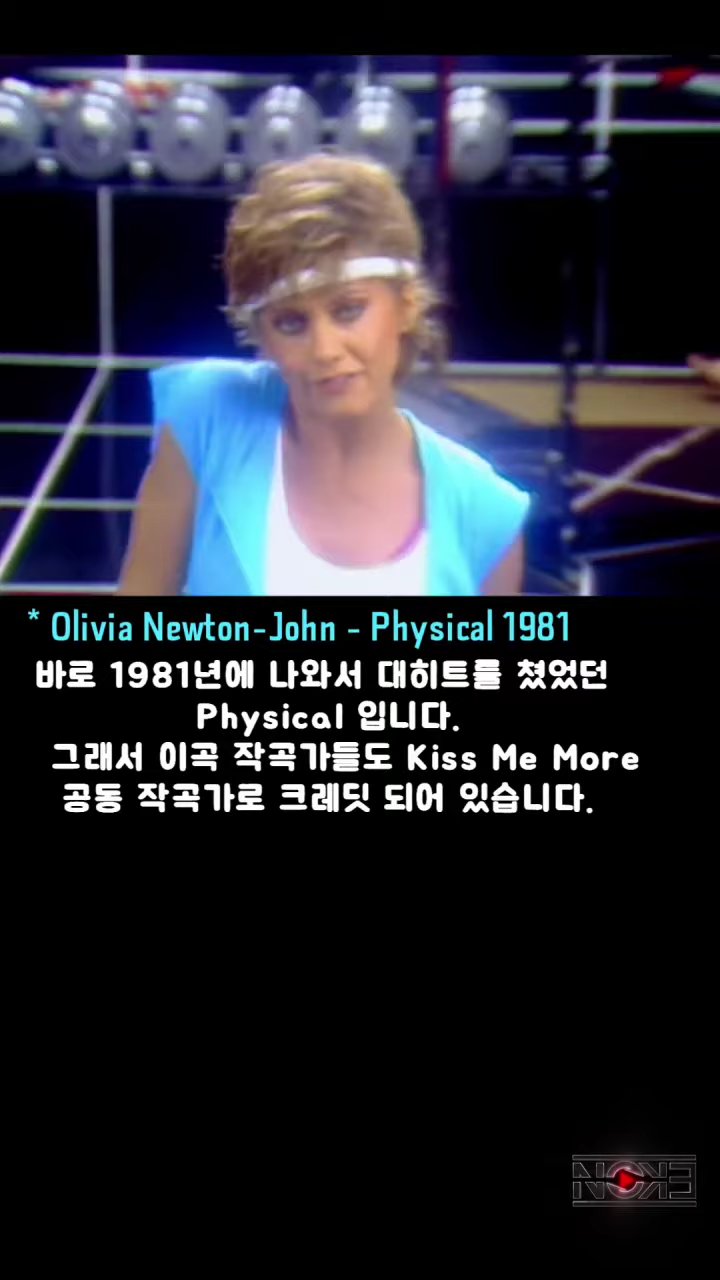 * Olivia Newton-John - Physical 1981
바로 1981년에 나와서 대히트를 쳤었던
Physical 입니다.
그래서 이곡 작곡가들도 Kiss Me More
공동 작곡가로 크레딧 되어 있습니다.